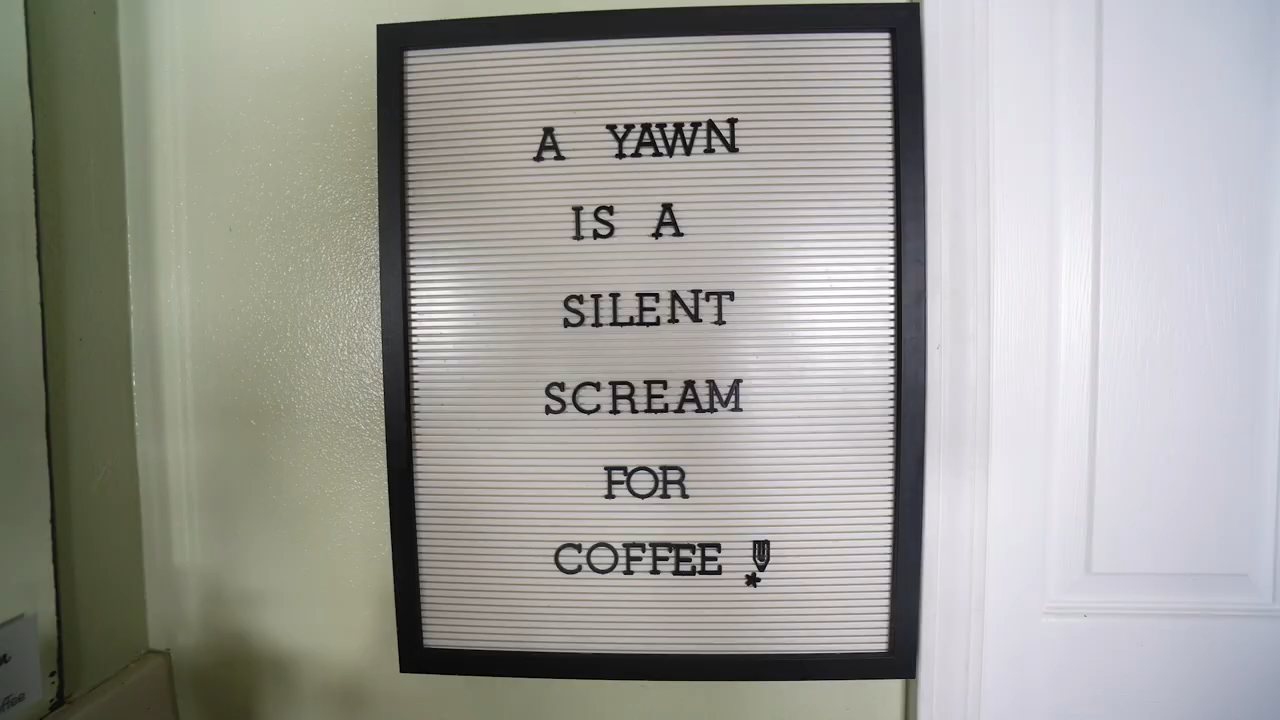 A YAWN
IS A
SILENT
SCREAM
FOR
COFFEE !